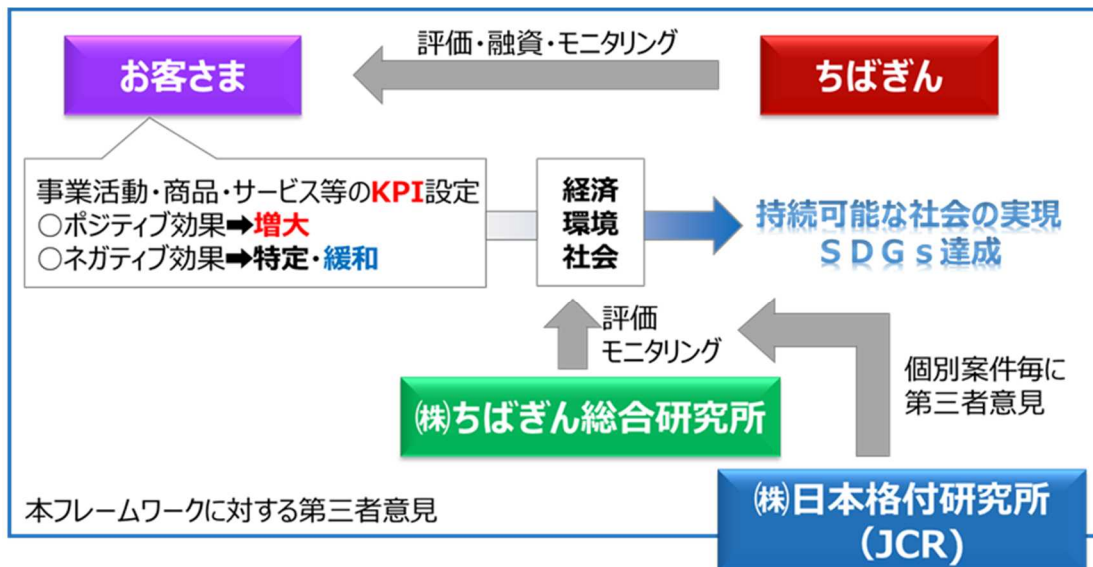 評価・融資・モニタリング
お客さま
ちばぎん
事業活動・商品・サービス等のKPI設定
○ポジティブ効果➡増大
○ネガティブ効果➡特定・緩和
経済
環境
社会
持続可能な社会の実現
ＳＤＧｓ達成
評価
モニタリング
個別案件毎に
第三者意見
㈱ちばぎん総合研究所
本フレームワークに対する第三者意見
㈱日本格付研究所
(JCR)